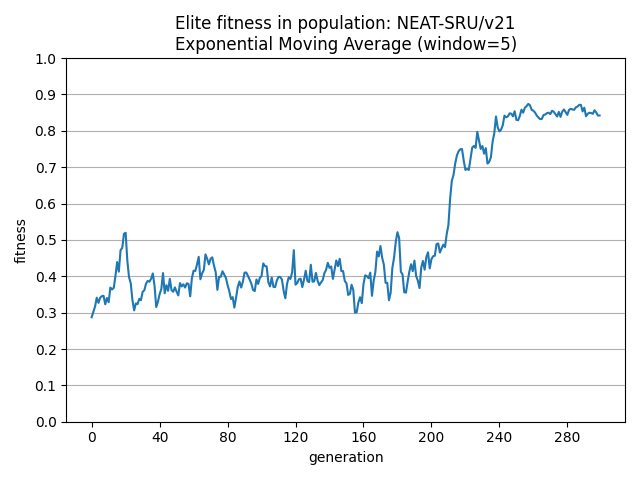 Elite fitness in population: NEAT-SRU/v21
Exponential Moving Average (window=5)
1.0
0.9
0.8
0.7
0.6
0.5
0.4
0.3
0.2
0.1
0.0
fitness
0 40 80 120 160 200 240 280
generation